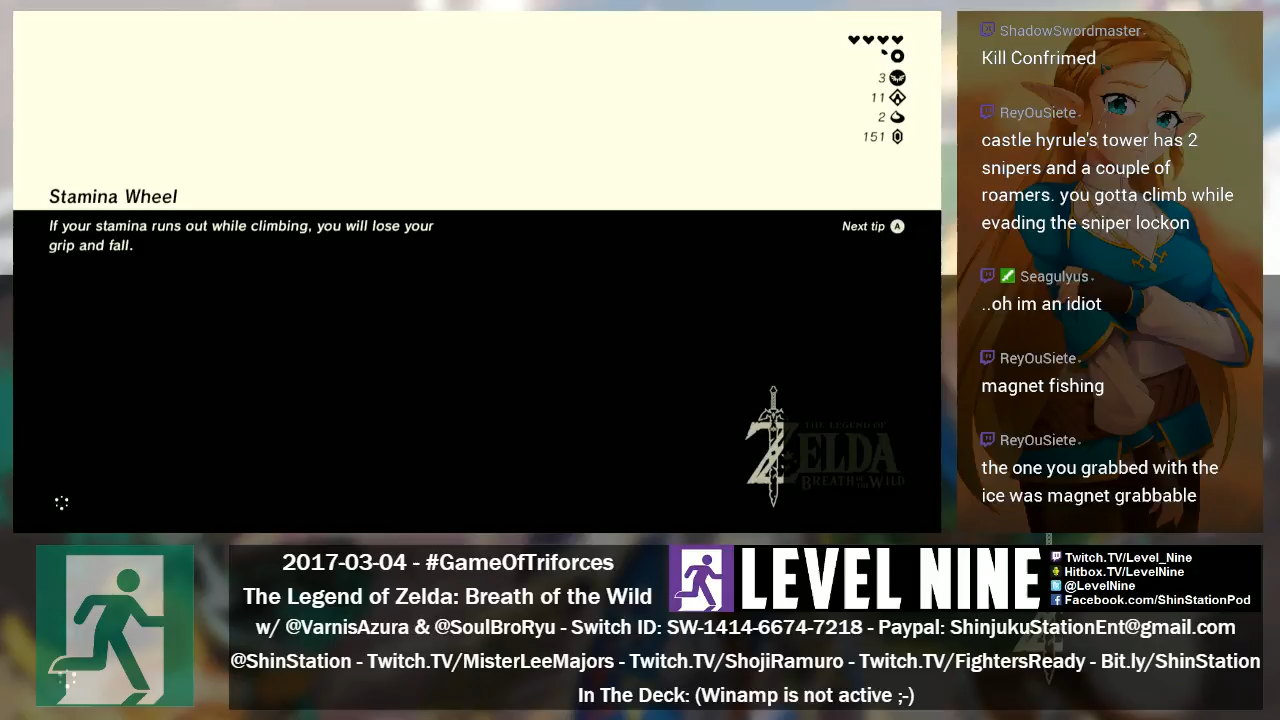 3
11
2
151
Stamina Wheel
If your stamina runs out while climbing, you will lose your
grip and fall.
Next tip A
THE LEGEND OF
ZELDA
BREATH OF THE WILD
ShadowSwordmaster
Kill Confrimed
ReyOuSiete
castle hyrule's tower has 2
snipers and a couple of
roamers. you gotta climb while
evading the sniper lockon
Seagulyus
..oh im an idiot
ReyOuSiete
magnet fishing
ReyOuSiete
the one you grabbed with the
ice was magnet grabbable
2017-03-04 - #GameOfTriforces
The Legend of Zelda: Breath of the Wild
LEVEL NINE
Twitch.TV/Level_Nine
Hitbox.TV/LevelNine
@LevelNine
Facebook.com/ShinStationPod
w/ @VarnisAzura & @SoulBroRyu - Switch ID: SW-1414-6674-7218 - Paypal: ShinjukuStationEnt@gmail.com
@ShinStation - Twitch.TV/MisterLeeMajors - Twitch.TV/ShojiRamuro - Twitch.TV/FightersReady - Bit.ly/ShinStation
In The Deck: (Winamp is not active ;-)